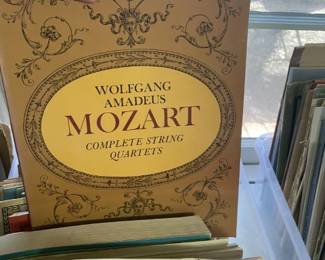 WOLFGANG
AMADEUS
MOZART
COMPLETE STRING
QUARTETS